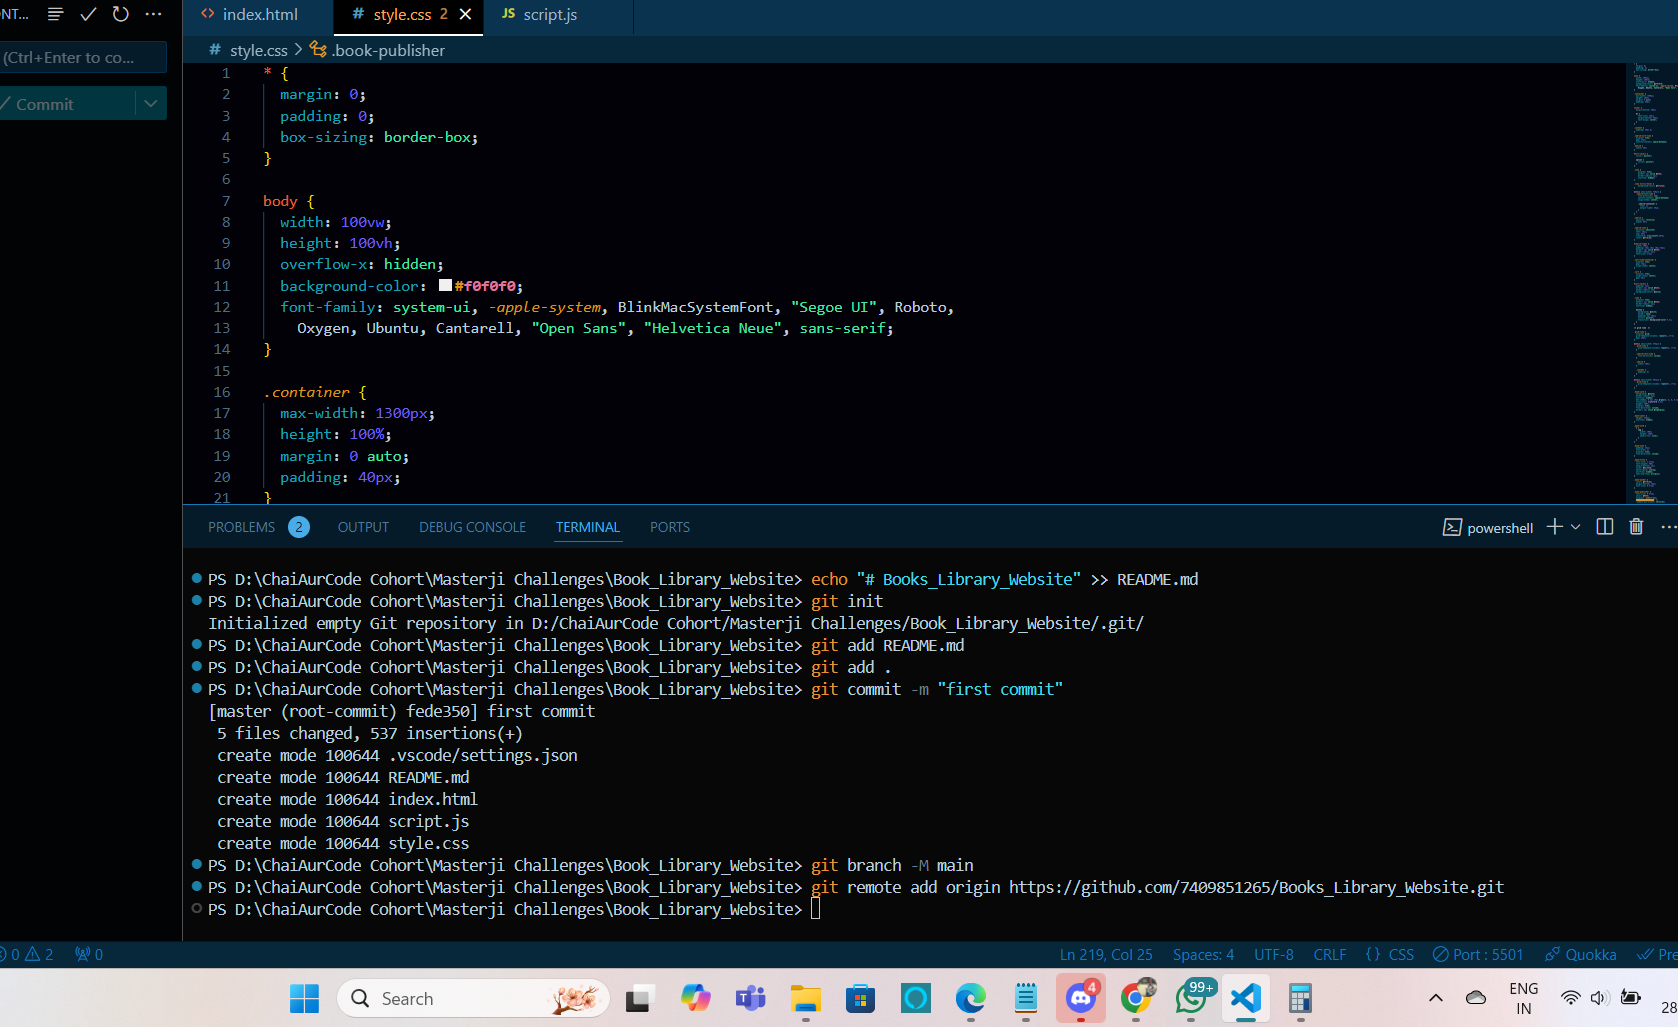 NT...
index.html
# style.css 2
JS script.js
(Ctrl+Enter to co...
Commit
# style.css > .book-publisher
1 * {
2 margin: 0;
3 padding: 0;
4 box-sizing: border-box;
5 }
6
7 body {
8 width: 100vw;
9 height: 100vh;
10 overflow-x: hidden;
11 background-color: #f0f0f0;
12 font-family: system-ui, -apple-system, BlinkMacSystemFont, "Segoe UI", Roboto,
13 Oxygen, Ubuntu, Cantarell, "Open Sans", "Helvetica Neue", sans-serif;
14 }
15
16 .container {
17 max-width: 1300px;
18 height: 100%;
19 margin: 0 auto;
20 padding: 40px;
21 }
PROBLEMS 2 OUTPUT DEBUG CONSOLE TERMINAL PORTS
powershell
PS D:\ChaiAurCode Cohort\Masterji Challenges\Book_Library_Website> echo "# Books_Library_Website" >> README.md
PS D:\ChaiAurCode Cohort\Masterji Challenges\Book_Library_Website> git init
Initialized empty Git repository in D:/ChaiAurCode Cohort/Masterji Challenges/Book_Library_Website/.git/
PS D:\ChaiAurCode Cohort\Masterji Challenges\Book_Library_Website> git add README.md
PS D:\ChaiAurCode Cohort\Masterji Challenges\Book_Library_Website> git add .
PS D:\ChaiAurCode Cohort\Masterji Challenges\Book_Library_Website> git commit -m "first commit"
[master (root-commit) fede350] first commit
5 files changed, 537 insertions(+)
create mode 100644 .vscode/settings.json
create mode 100644 README.md
create mode 100644 index.html
create mode 100644 script.js
create mode 100644 style.css
PS D:\ChaiAurCode Cohort\Masterji Challenges\Book_Library_Website> git branch -M main
PS D:\ChaiAurCode Cohort\Masterji Challenges\Book_Library_Website> git remote add origin https://github.com/7409851265/Books_Library_Website.git
PS D:\ChaiAurCode Cohort\Masterji Challenges\Book_Library_Website>
0 2 0
Ln 219, Col 25 Spaces: 4 UTF-8 CRLF {} CSS Port : 5501 Quokka Pre
Search
4
99+
ENG
IN
28